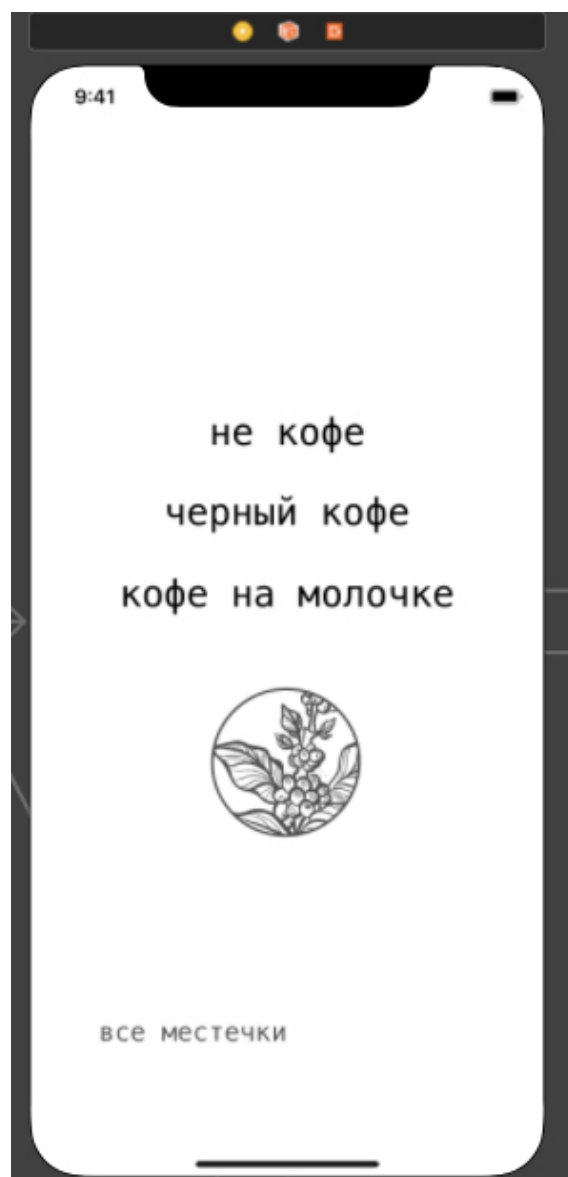 9:41
не кофе
черный кофе
кофе на молочке
все местечки